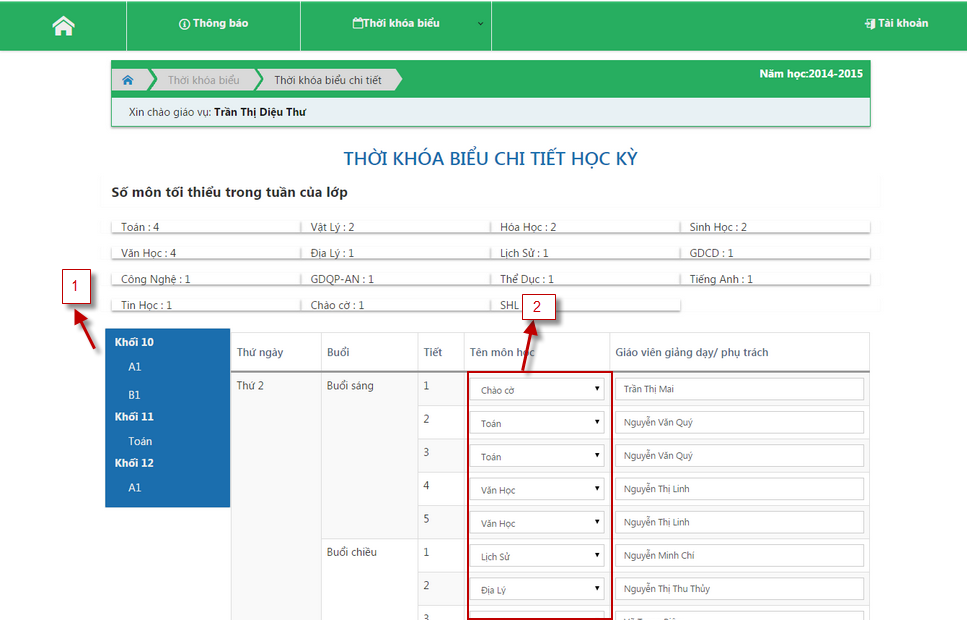 Thông báo
Thời khóa biểu
Tài khoản
Thời khóa biểu
Thời khóa biểu chi tiết
Năm học:2014-2015
Xin chào giáo vụ: Trần Thị Diệu Thư
THỜI KHÓA BIỂU CHI TIẾT HỌC KỲ
Số môn tối thiểu trong tuần của lớp
Toán : 4
Vật Lý : 2
Hóa Học : 2
Sinh Học : 2
Văn Học : 4
Địa Lý : 1
Lịch Sử : 1
GDCD : 1
Công Nghệ : 1
GDQP-AN : 1
Thể Dục : 1
Tiếng Anh : 1
Tin Học : 1
Chào cờ : 1
SHL
1
2
Khối 10
A1
B1
Khối 11
Toán
Khối 12
A1
Thứ ngày
Buổi
Tiết
Tên môn học
Giáo viên giảng dạy/ phụ trách
Thứ 2
Buổi sáng
1
Chào cờ
Trần Thị Mai
2
Toán
Nguyễn Văn Quý
3
Toán
Nguyễn Văn Quý
4
Văn Học
Nguyễn Thị Linh
5
Văn Học
Nguyễn Thị Linh
Buổi chiều
1
Lịch Sử
Nguyễn Minh Chi
2
Địa Lý
Nguyễn Thị Thu Thủy
3